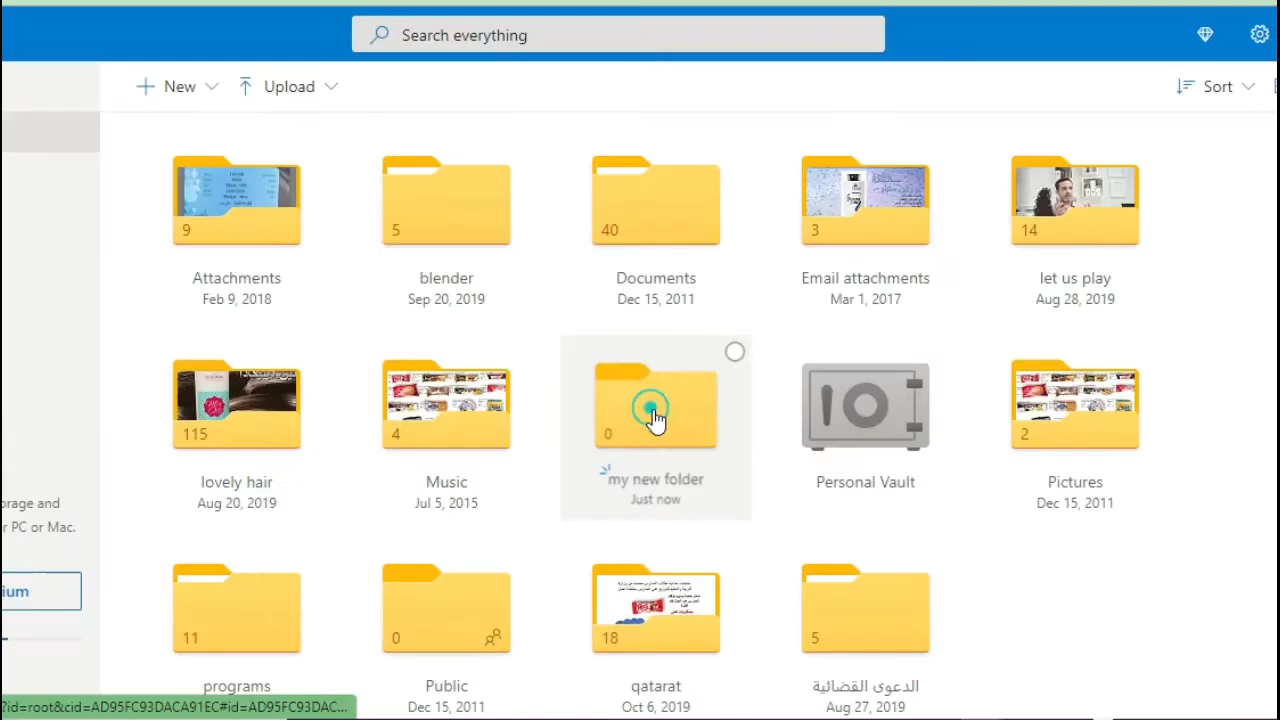 Search everything
New
Upload
Sort
9
5
40
3
14
Attachments
blender
Documents
Email attachments
let us play
Feb 9, 2018
Sep 20, 2019
Dec 15, 2011
Mar 1, 2017
Aug 28, 2019
115
4
0
2
lovely hair
Music
my new folder
Personal Vault
Pictures
Aug 20, 2019
Jul 5, 2015
Just now
Dec 15, 2011
orage and
r PC or Mac.
ium
11
0
18
5
programs
Public
qatarat
الدعوى القضائية
Dec 15, 2011
Oct 6, 2019
Aug 27, 2019
?id=root&cid=AD95FC93DACA91EC#id=AD95FC93DAC...